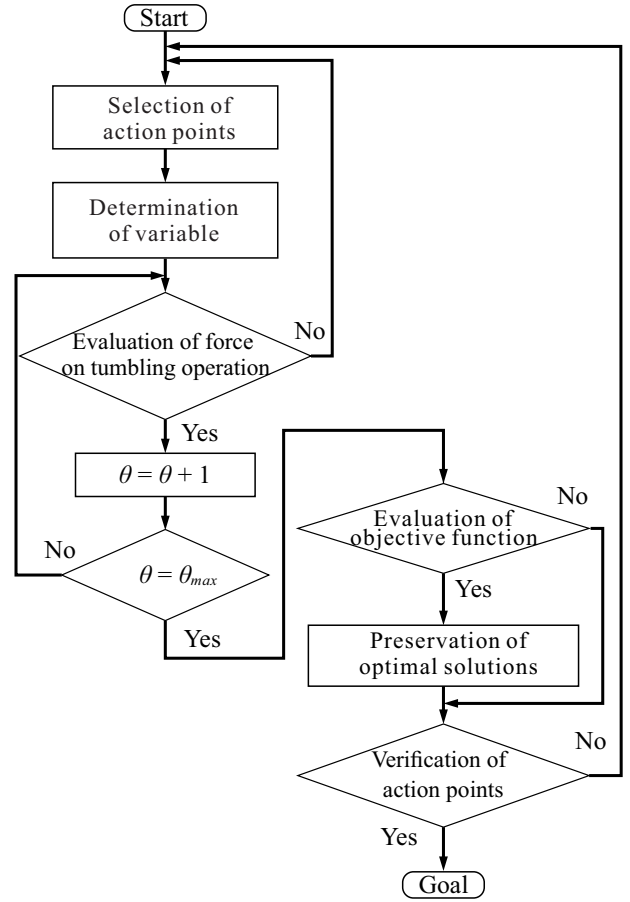 Start
Selection of
action points
Determination
of variable
Evaluation of force
on tumbling operation
No
Yes
θ = θ + 1
No
θ = θmax
Yes
Evaluation of
objective function
No
Yes
Preservation of
optimal solutions
Verification of
action points
No
Yes
Goal